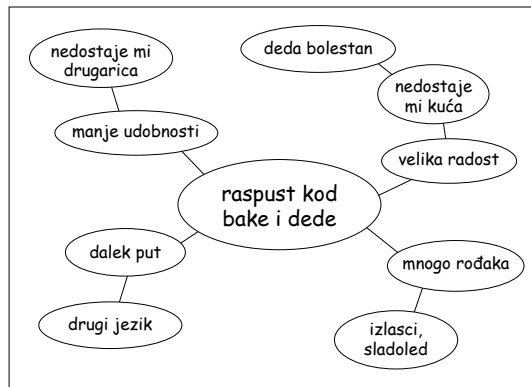 nedostaje mi
drugarica
manje udobnosti
deda bolestan
nedostaje
mi kuća
velika radost
raspust kod
bake i dede
dalek put
drugi jezik
mnogo rođaka
izlasci,
sladoled